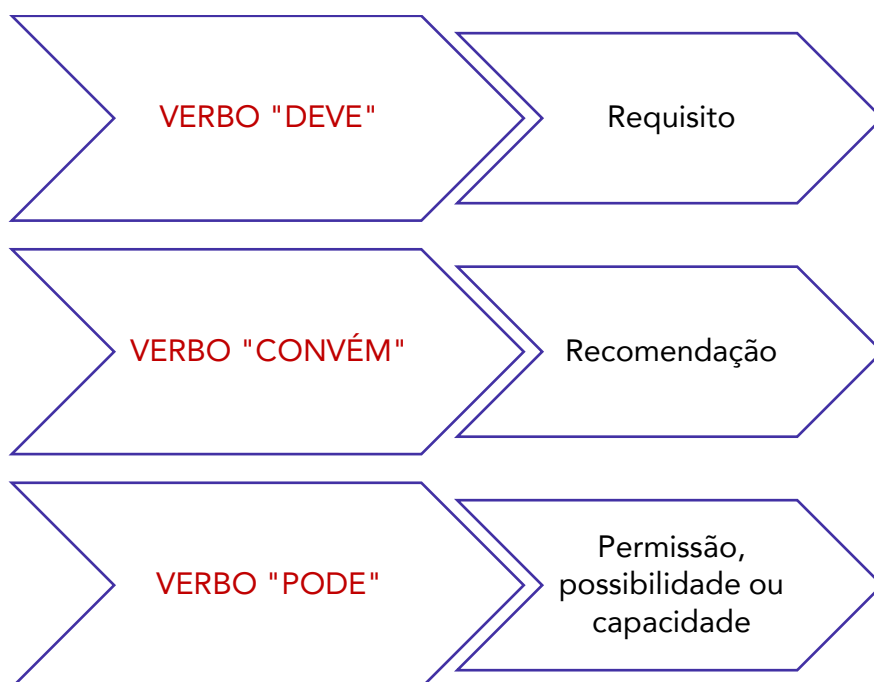 VERBO "DEVE"
Requisito
VERBO "CONVÉM"
Recomendação
VERBO "PODE"
Permissão,
possibilidade ou
capacidade